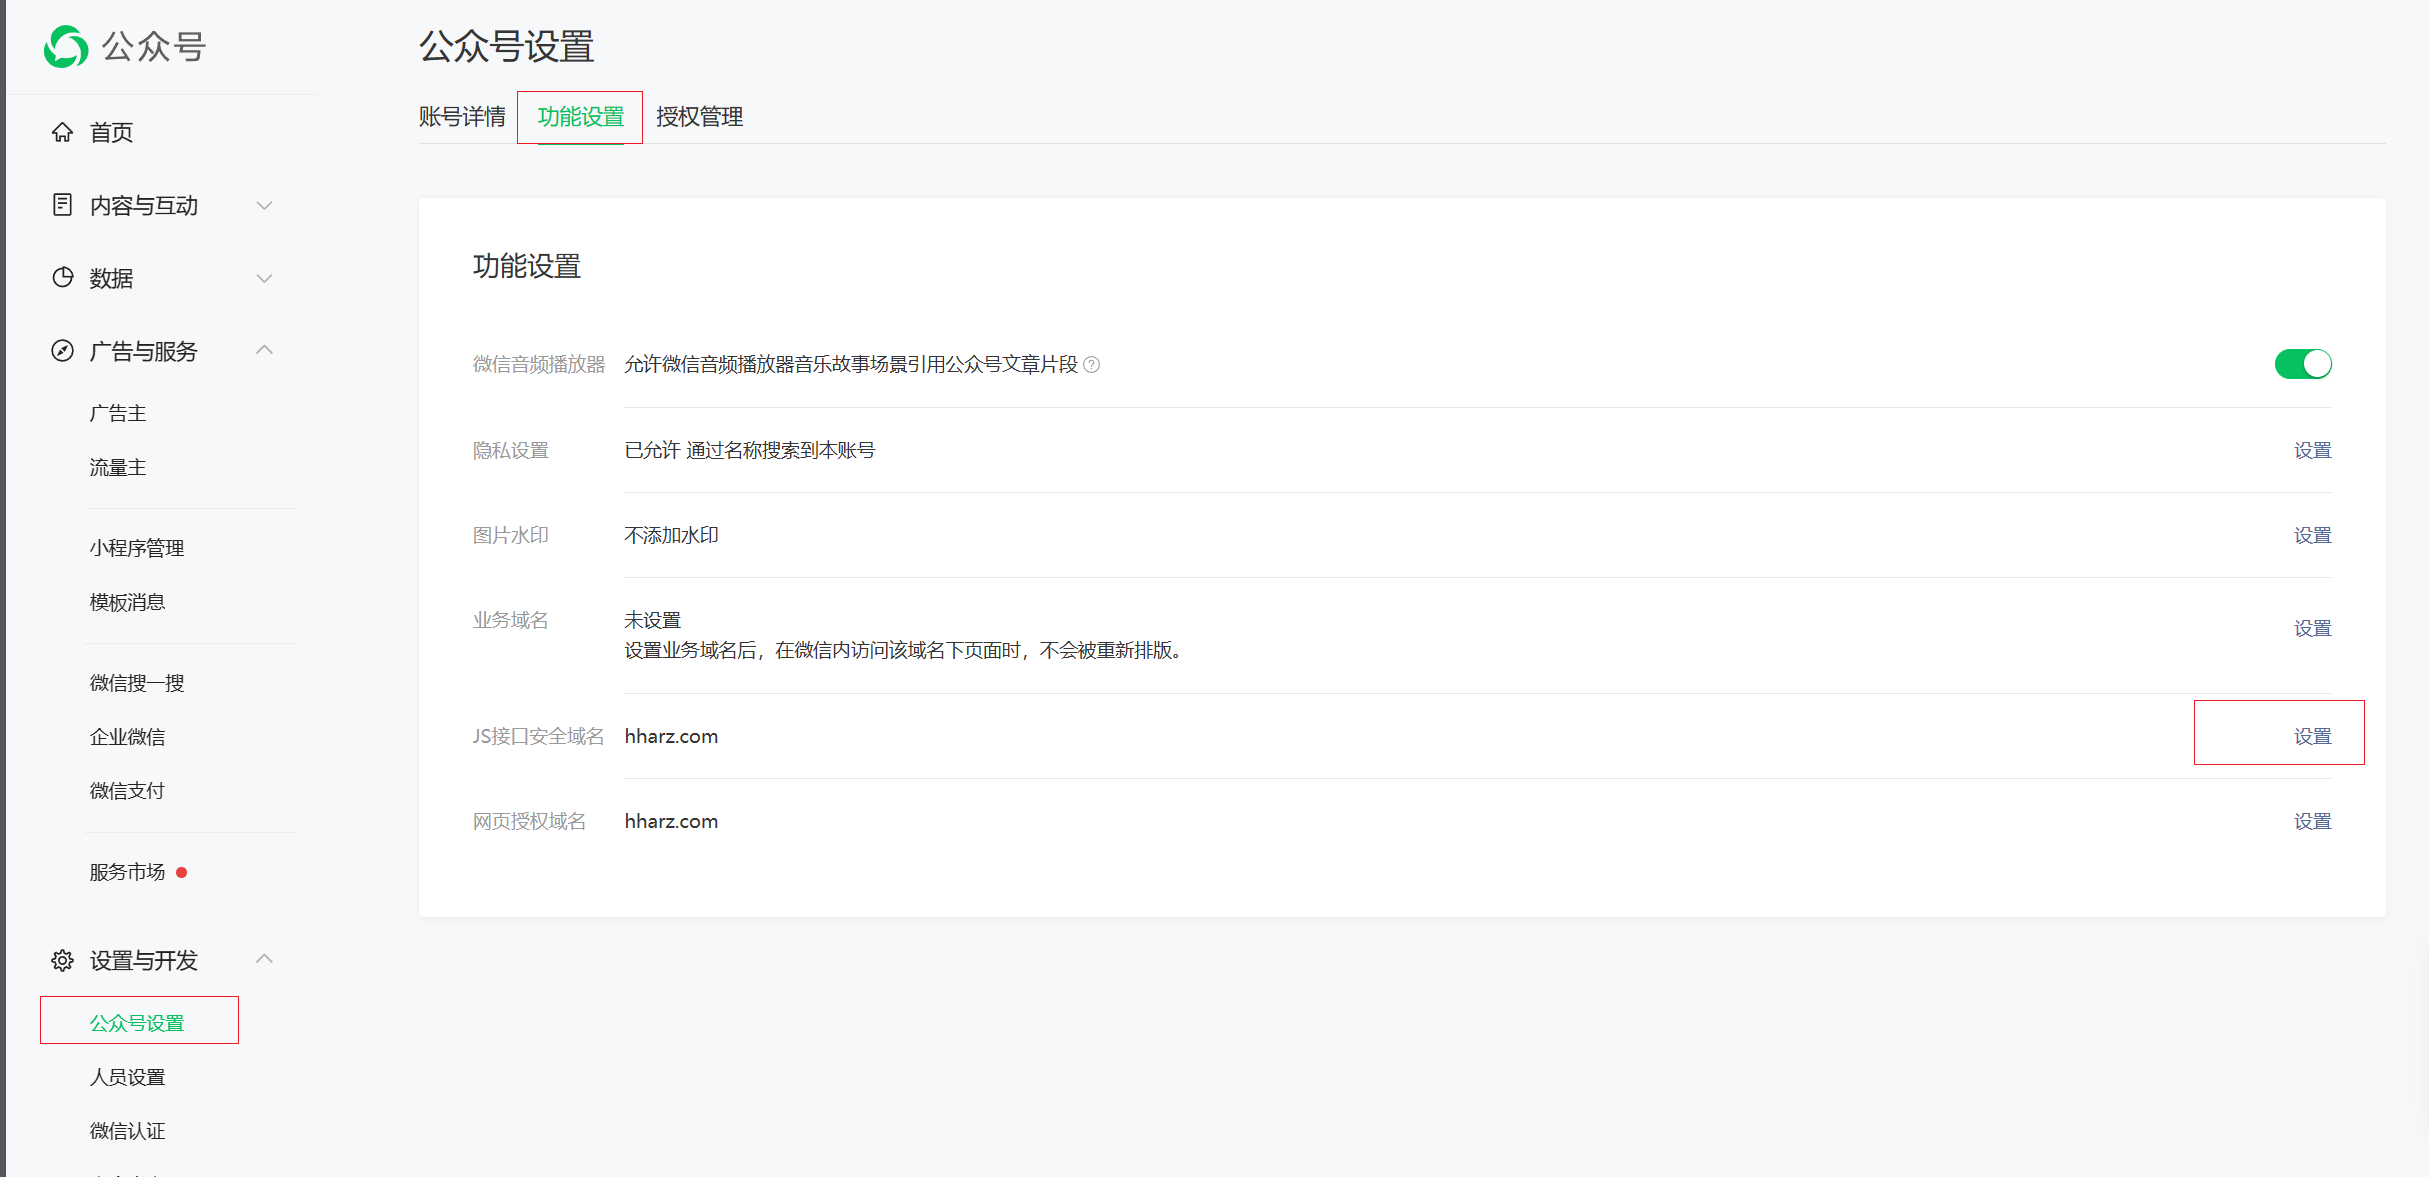 公众号
首页
内容与互动
数据
广告与服务
广告主
流量主
小程序管理
模板消息
微信搜一搜
企业微信
微信支付
服务市场
设置与开发
公众号设置
人员设置
微信认证
公众号设置
账号详情 功能设置 授权管理
功能设置
微信音频播放器 允许微信音频播放器音乐故事场景引用公众号文章片段 ?
隐私设置 已允许 通过名称搜索到本账号 设置
图片水印 不添加水印 设置
业务域名 未设置 设置
设置业务域名后，在微信内访问该域名下页面时，不会被重新排版。
JS接口安全域名 hharz.com 设置
网页授权域名 hharz.com 设置